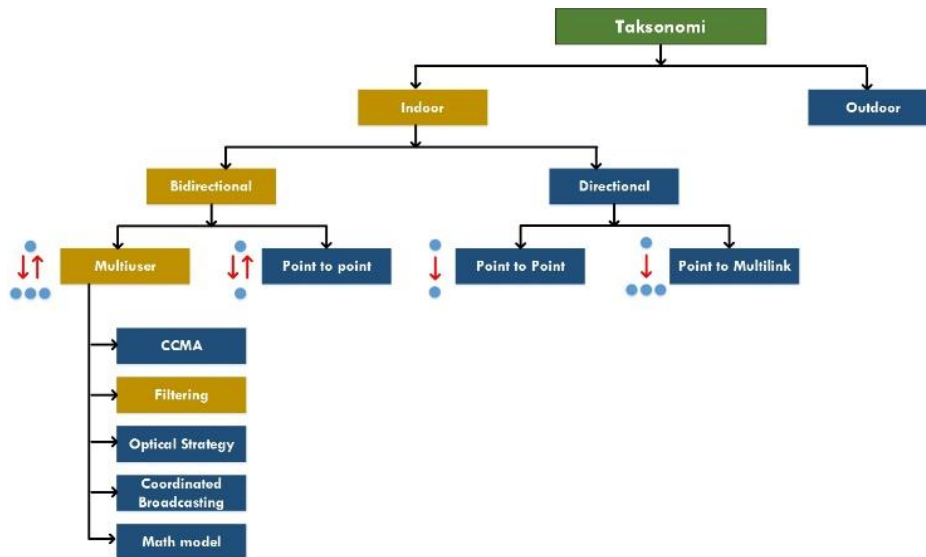 Taksonomi
Indoor
Outdoor
Bidirectional
Directional
Multiuser
Point to point
Point to Point
Point to Multilink
CCMA
Filtering
Optical Strategy
Coordinated
Broadcasting
Math model